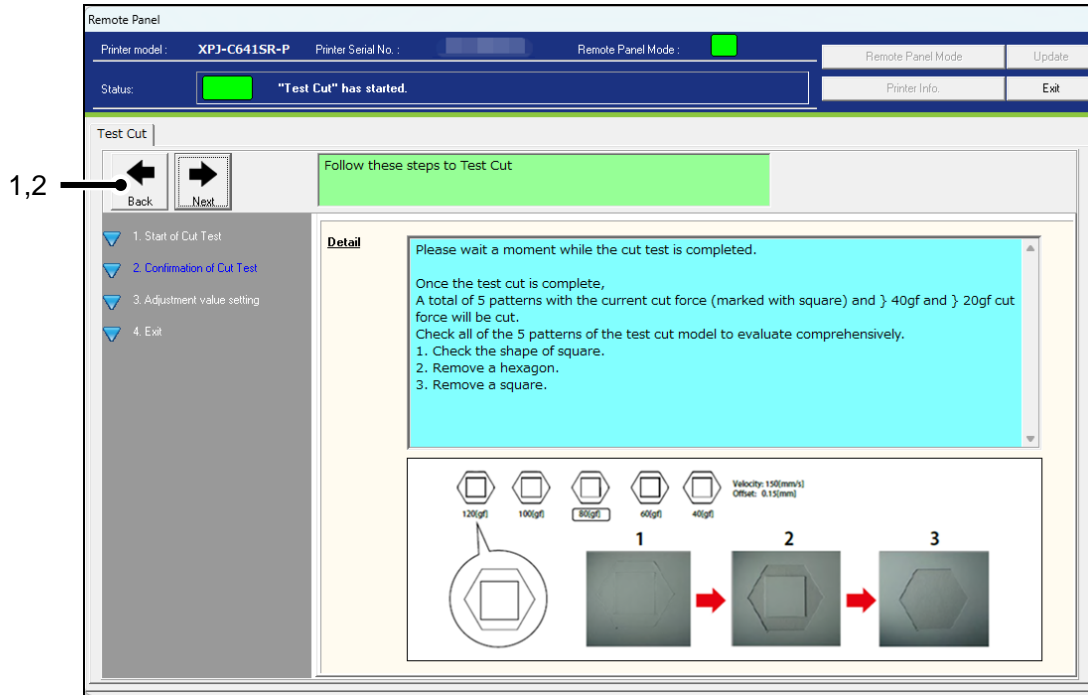 Remote Panel
Printer model : XPJ-C641SR-P Printer Serial No. : Remote Panel Mode :
Remote Panel Mode Update
Status: "Test Cut" has started.
Printer Info. Exit
Test Cut
1,2
Back Next
Follow these steps to Test Cut
1. Start of Cut Test
2. Confirmation of Cut Test
3. Adjustment value setting
4. Exit
Detail
Please wait a moment while the cut test is completed.
Once the test cut is complete,
A total of 5 patterns with the current cut force (marked with square) and } 40gf and } 20gf cut
force will be cut.
Check all of the 5 patterns of the test cut model to evaluate comprehensively.
1. Check the shape of square.
2. Remove a hexagon.
3. Remove a square.
Velocity: 150[mm/s]
Offset: 0.15[mm]
120[gf] 100[gf] 80[gf] 60[gf] 40[gf]
1 2 3